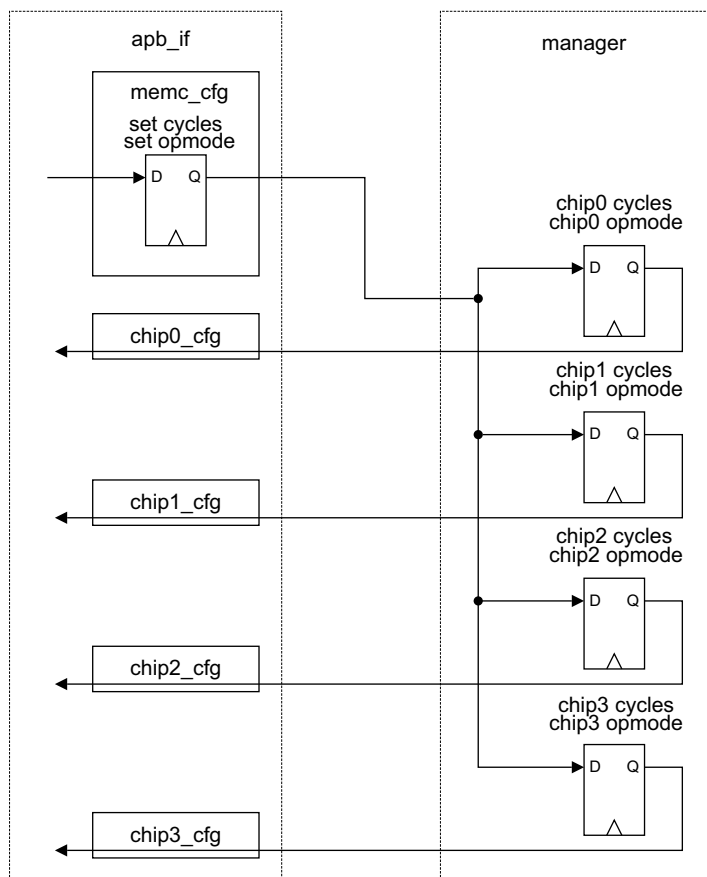 apb_if
manager
memc_cfg
set cycles
set opmode
D Q
chip0 cycles
chip0 opmode
D Q
chip0_cfg
chip1 cycles
chip1 opmode
D Q
chip1_cfg
chip2 cycles
chip2 opmode
D Q
chip2_cfg
chip3 cycles
chip3 opmode
D Q
chip3_cfg